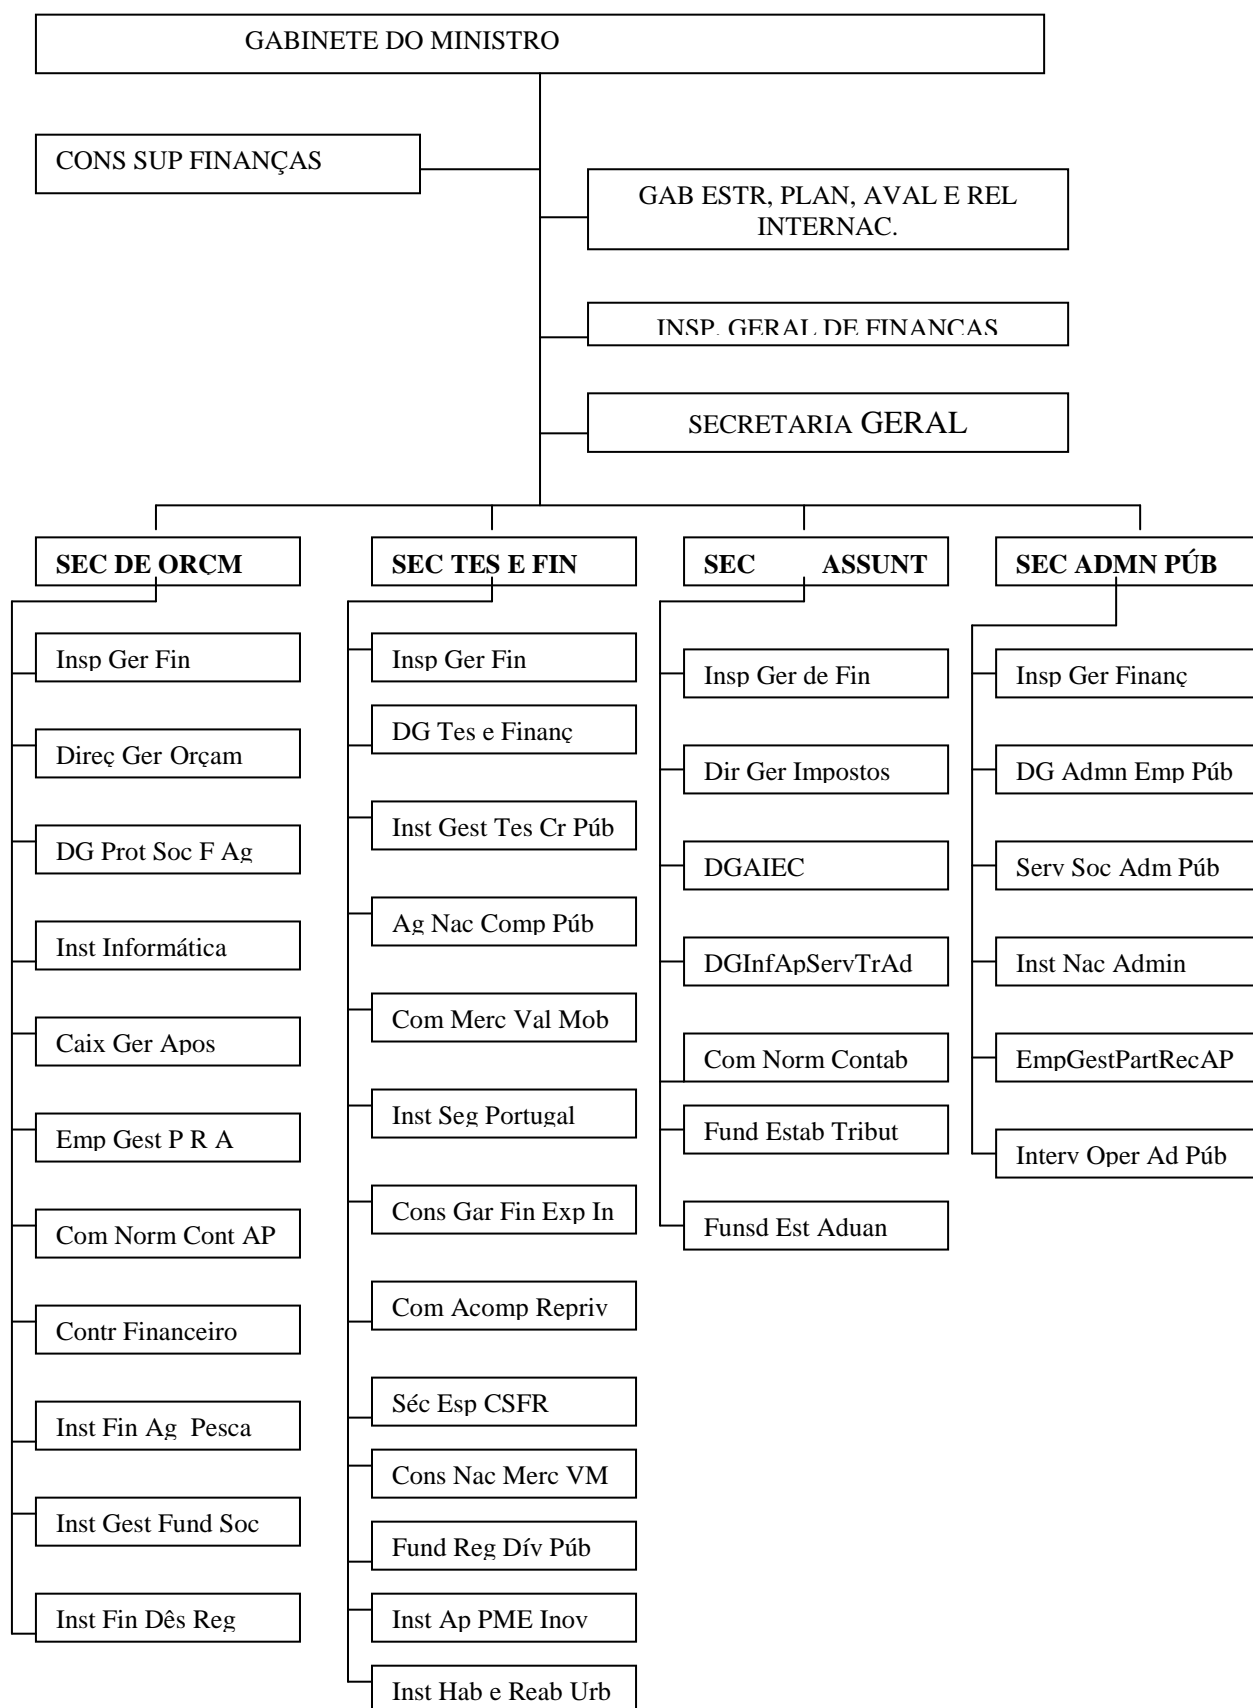 GABINETE DO MINISTRO
CONS SUP FINANÇAS
GAB ESTR, PLAN, AVAL E REL
INTERNAC.
INSP. GERAL DE FINANCAS
SECRETARIA GERAL
SEC DE ORÇM
Insp Ger Fin
Direç Ger Orçam
DG Prot Soc F Ag
Inst Informática
Caix Ger Apos
Emp Gest P R A
Com Norm Cont AP
Contr Financeiro
Inst Fin Ag Pesca
Inst Gest Fund Soc
Inst Fin Dês Reg
SEC TES E FIN
Insp Ger Fin
DG Tes e Finanç
Inst Gest Tes Cr Púb
Ag Nac Comp Púb
Com Merc Val Mob
Inst Seg Portugal
Cons Gar Fin Exp In
Com Acomp Repriv
Séc Esp CSFR
Cons Nac Merc VM
Fund Reg Dív Púb
Inst Ap PME Inov
Inst Hab e Reab Urb
SEC ASSUNT
Insp Ger de Fin
Dir Ger Impostos
DGAIEC
DGInfApServTrAd
Com Norm Contab
Fund Estab Tribut
Funsd Est Aduan
SEC ADMN PÚB
Insp Ger Finanç
DG Admn Emp Púb
Serv Soc Adm Púb
Inst Nac Admin
EmpGestPartRecAP
Interv Oper Ad Púb